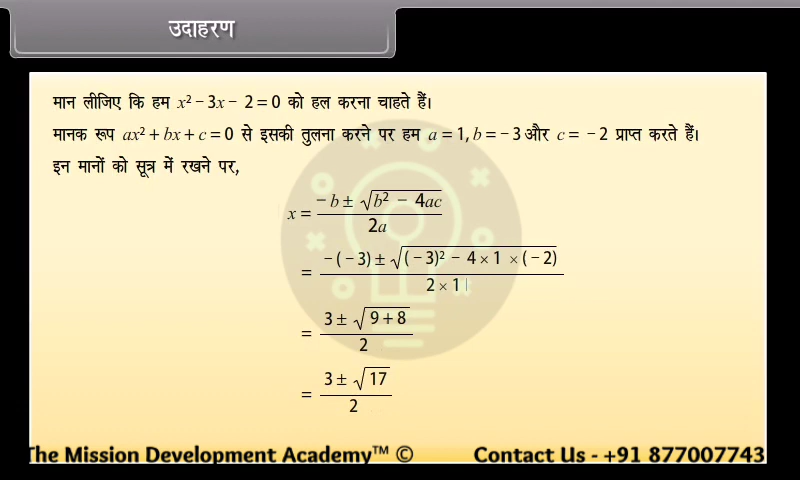 उदाहरण
मान लीजिए कि हम x² − 3x − 2 = 0 को हल करना चाहते हैं।
मानक रूप ax² + bx + c = 0 से इसकी तुलना करने पर हम a = 1, b = − 3 और c = − 2 प्राप्त करते हैं।
इन मानों को सूत्र में रखने पर,
x = (− b ± √(b² − 4ac)) / 2a
= (− (− 3) ± √((− 3)² − 4 × 1 × (− 2))) / (2 × 1)
= (3 ± √(9 + 8)) / 2
= (3 ± √17) / 2
The Mission Development Academy™ © Contact Us - +91 877007743